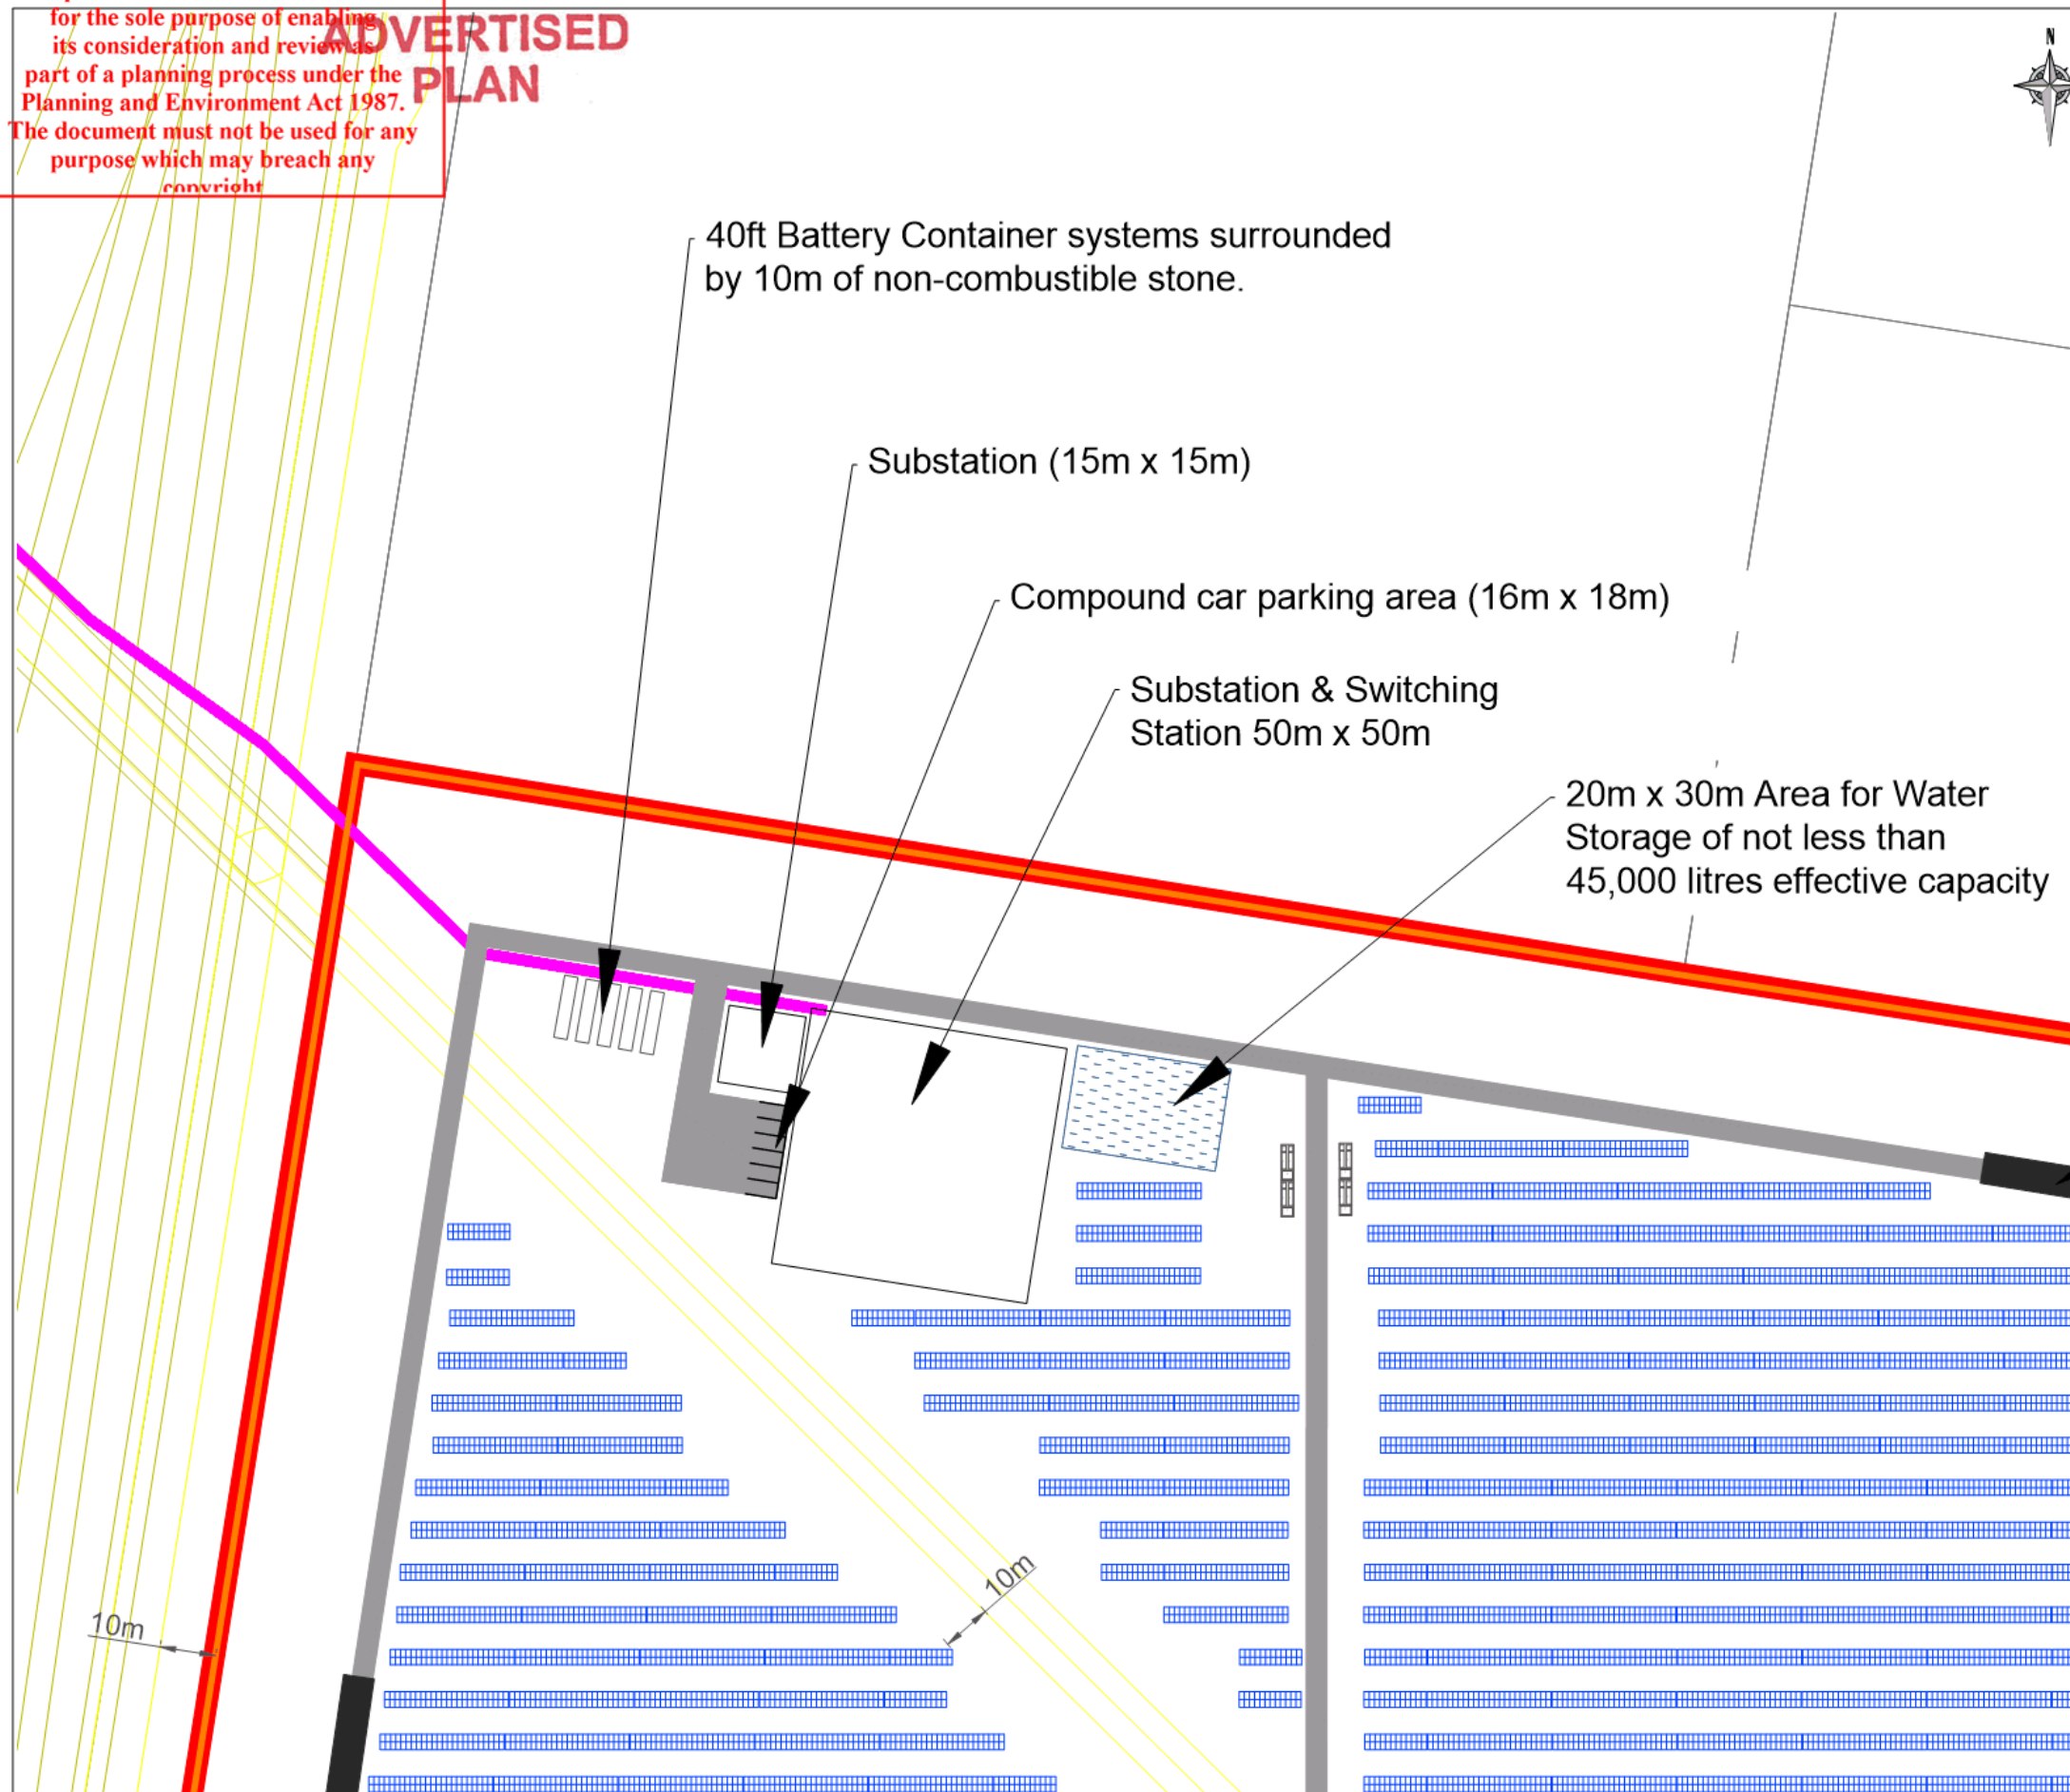 for the sole purpose of enabling
its consideration and review as
part of a planning process under the
Planning and Environment Act 1987.
The document must not be used for any
purpose which may breach any
copyright
ADVERTISED
PLAN
N
40ft Battery Container systems surrounded
by 10m of non-combustible stone.
Substation (15m x 15m)
Compound car parking area (16m x 18m)
Substation & Switching
Station 50m x 50m
20m x 30m Area for Water
Storage of not less than
45,000 litres effective capacity
10m
10m